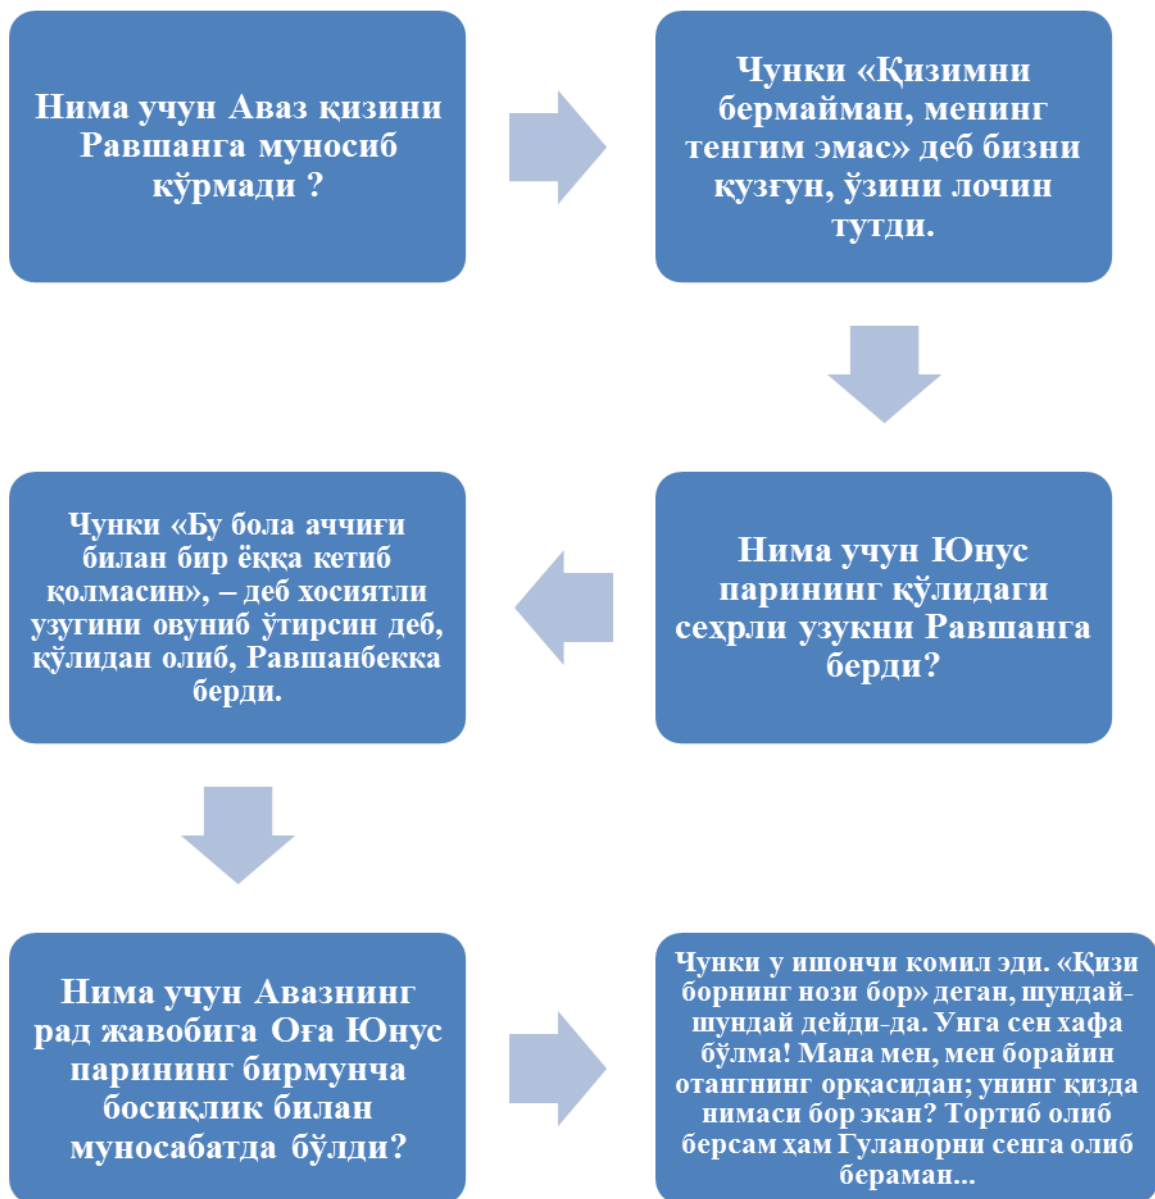 Нима учун Аваз қизини
Равшанга муносиб
кўрмади ?
Чунки «Қизимни
бермайман, менинг
тенгим эмас» деб бизни
қузғун, ўзини лочин
тутди.
Нима учун Юнус
парининг қўлидаги
сеҳрли узукни Равшанга
берди?
Чунки «Бу бола аччиғи
билан бир ёққа кетиб
қолмасин», – деб хосиятли
узугини овуниб ўтирсин деб,
қўлидан олиб, Равшанбекка
берди.
Нима учун Авазнинг
рад жавобига Оға Юнус
парининг бирмунча
босиқлик билан
муносабатда бўлди?
Чунки у ишончи комил эди. «Қизи
борнинг нози бор» деган, шундай-
шундай дейди-да. Унга сен хафа
бўлма! Мана мен, мен борайин
отангнинг орқасидан; унинг қизда
нимаси бор экан? Тортиб олиб
берсам ҳам Гуланорни сенга олиб
бераман...